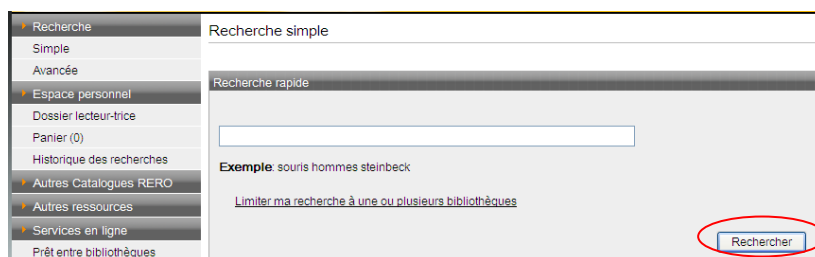 Recherche
Simple
Avancée
Espace personnel
Dossier lecteur-trice
Panier (0)
Historique des recherches
Autres Catalogues RERO
Autres ressources
Services en ligne
Prêt entre bibliothèques
Recherche simple
Recherche rapide
Exemple: souris hommes steinbeck
Limiter ma recherche à une ou plusieurs bibliothèques
Rechercher